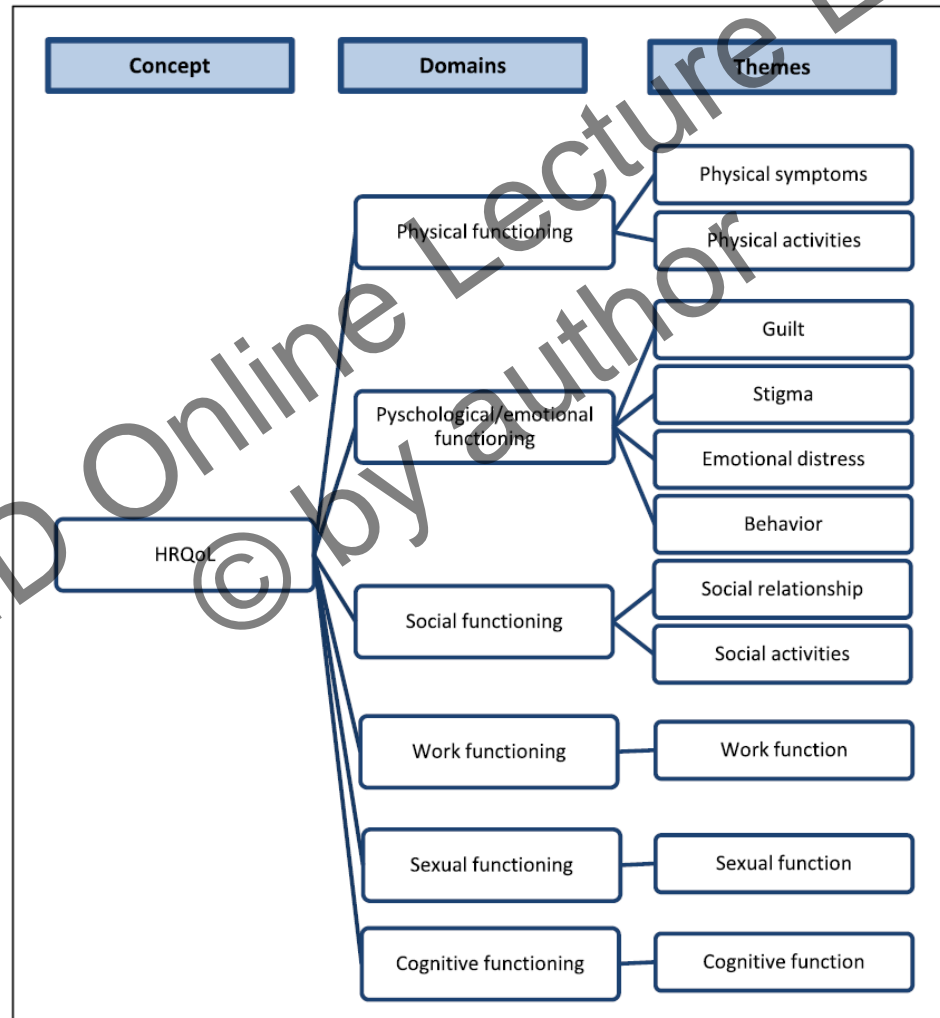 Concept
Domains
Themes
Physical symptoms
Physical functioning
Physical activities
Guilt
Stigma
Pyschological/emotional
functioning
Emotional distress
Behavior
HRQoL
Social relationship
Social functioning
Social activities
Work functioning
Work function
Sexual functioning
Sexual function
Cognitive functioning
Cognitive function
D Online Lecture L
© by author